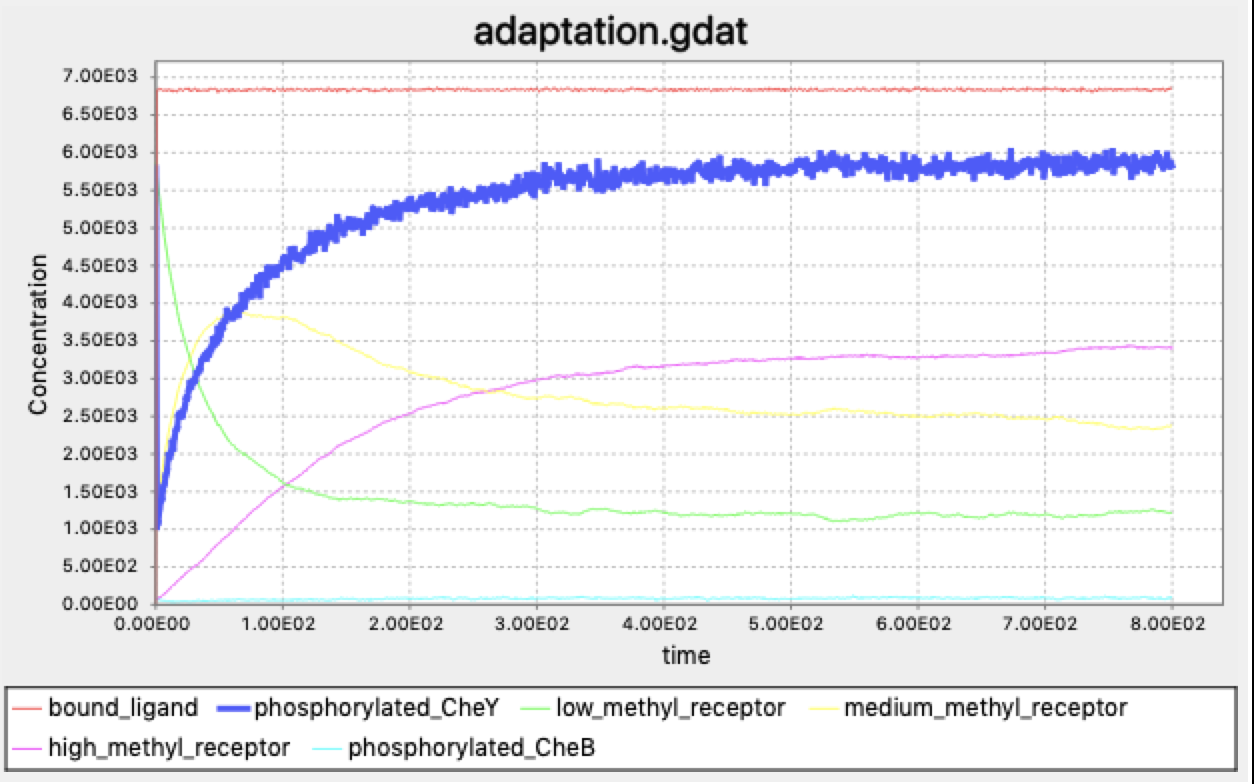 adaptation.gdat
7.00E03
6.50E03
6.00E03
5.50E03
5.00E03
4.50E03
4.00E03
3.50E03
3.00E03
2.50E03
2.00E03
1.50E03
1.00E03
5.00E02
0.00E00
Concentration
0.00E00 1.00E02 2.00E02 3.00E02 4.00E02 5.00E02 6.00E02 7.00E02 8.00E02
time
bound_ligand phosphorylated_CheY low_methyl_receptor medium_methyl_receptor
high_methyl_receptor phosphorylated_CheB